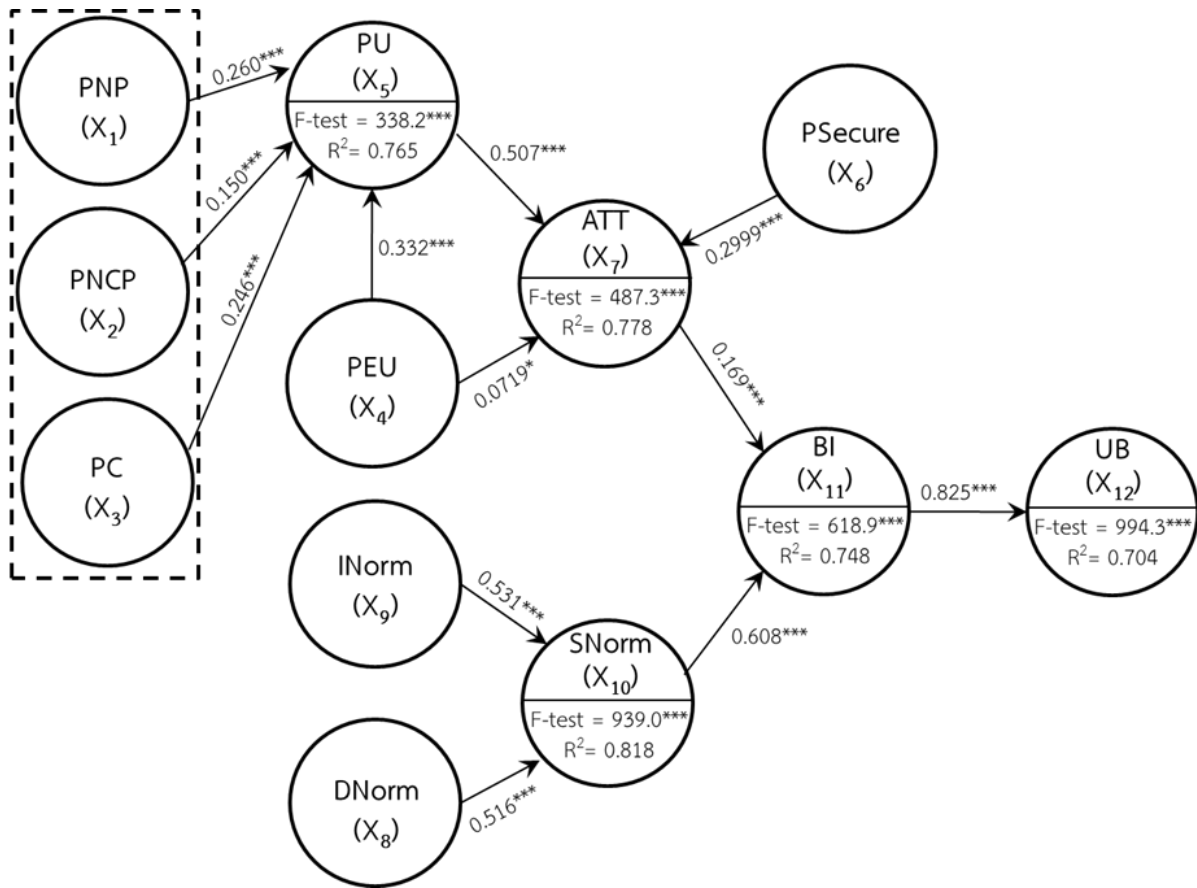 PNP
(X1)
0.260***
PU
(X5)
F-test = 338.2***
R2= 0.765
PSecure
(X6)
0.150***
0.507***
PNCP
(X2)
0.246***
0.332***
ATT
(X7)
F-test = 487.3***
R2= 0.778
0.2999***
PEU
(X4)
0.0719*
0.169***
PC
(X3)
BI
(X11)
F-test = 618.9***
R2= 0.748
0.825***
UB
(X12)
F-test = 994.3***
R2= 0.704
INorm
(X9)
0.531***
SNorm
(X10)
F-test = 939.0***
R2= 0.818
0.608***
DNorm
(X8)
0.516***